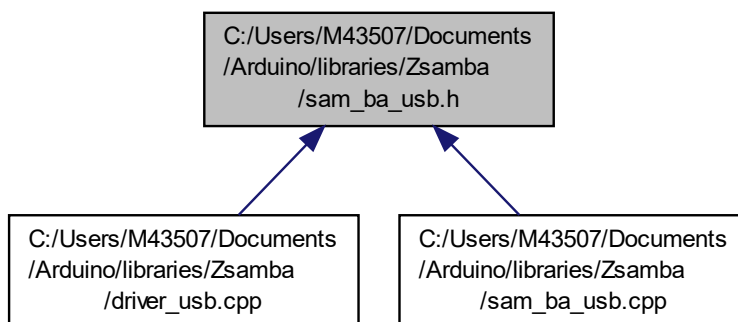 C:/Users/M43507/Documents
/Arduino/libraries/Zsamba
/sam_ba_usb.h
C:/Users/M43507/Documents
/Arduino/libraries/Zsamba
/driver_usb.cpp
C:/Users/M43507/Documents
/Arduino/libraries/Zsamba
/sam_ba_usb.cpp